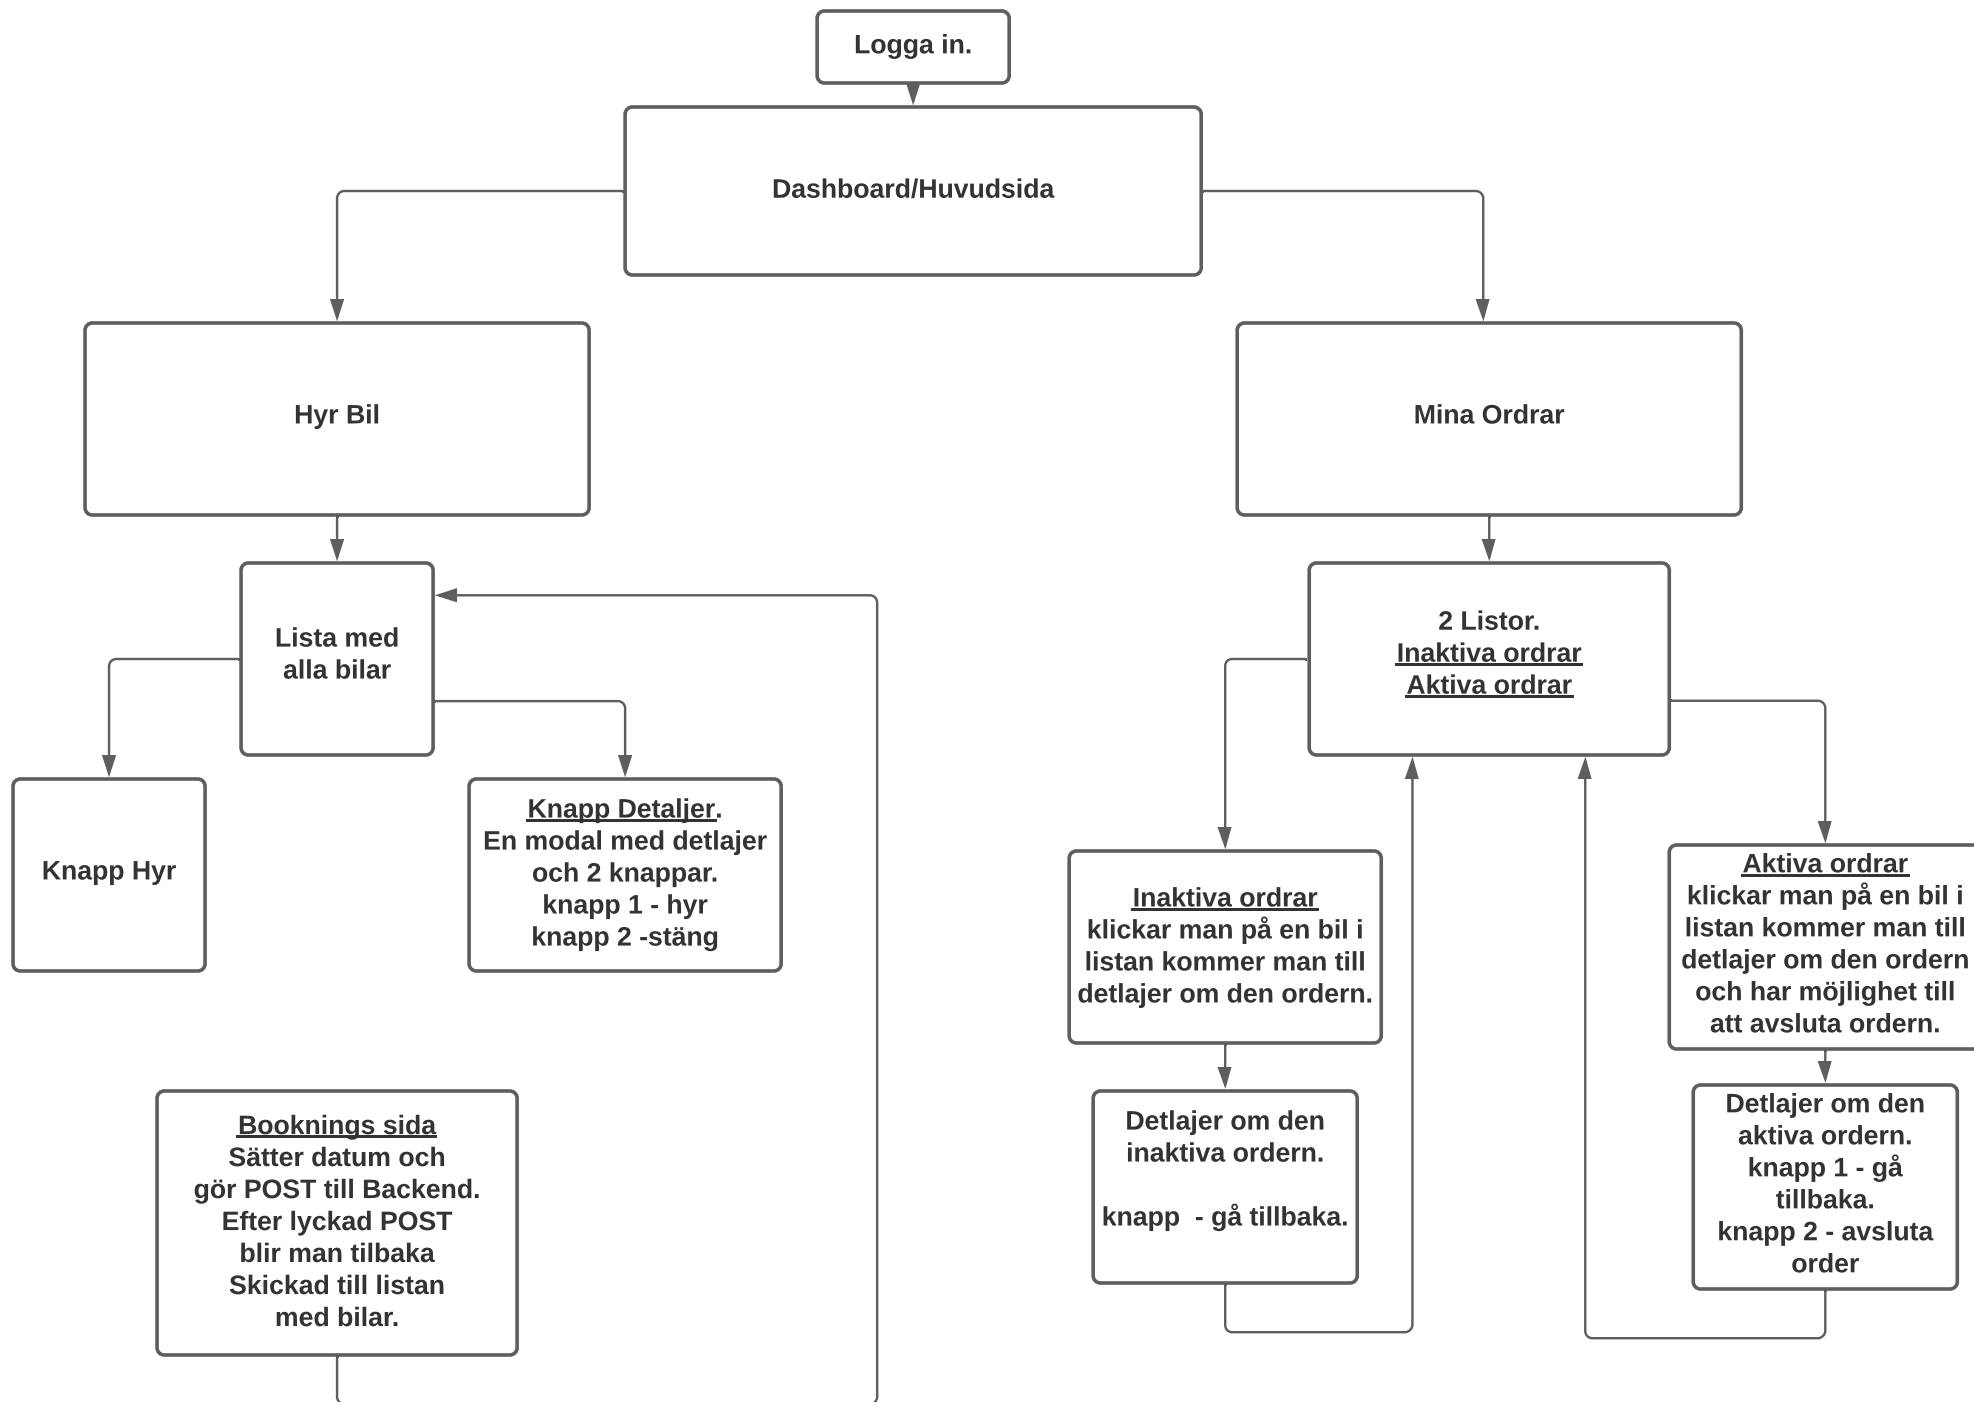 Logga in.
Dashboard/Huvudsida
Hyr Bil
Mina Ordrar
Lista med
alla bilar
2 Listor.
Inaktiva ordrar
Aktiva ordrar
Knapp Hyr
Knapp Detaljer.
En modal med detlajer
och 2 knappar.
knapp 1 - hyr
knapp 2 -stäng
Inaktiva ordrar
klickar man på en bil i
listan kommer man till
detlajer om den ordern.
Aktiva ordrar
klickar man på en bil i
listan kommer man till
detlajer om den ordern
och har möjlighet till
att avsluta ordern.
Booknings sida
Sätter datum och
gör POST till Backend.
Efter lyckad POST
blir man tilbaka
Skickad till listan
med bilar.
Detlajer om den
inaktiva ordern.
knapp  - gå tillbaka.
Detlajer om den
aktiva ordern.
knapp 1 - gå
tillbaka.
knapp 2 - avsluta
order